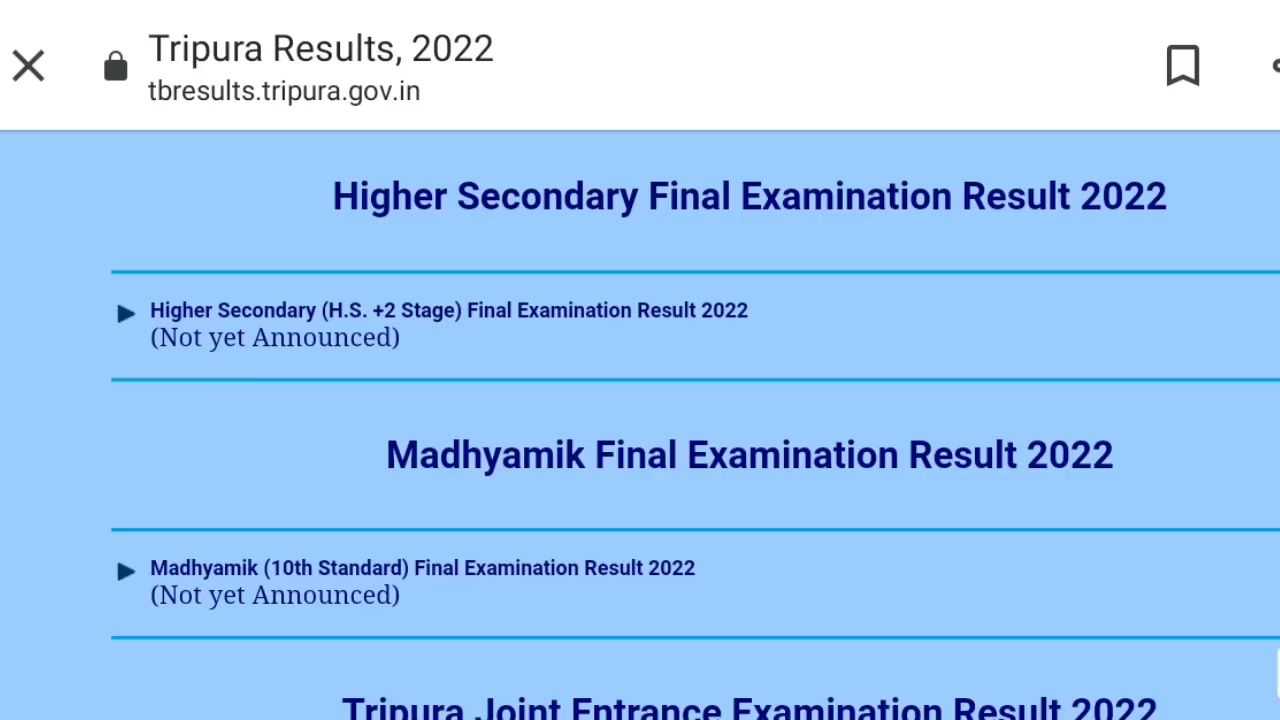 Tripura Results, 2022
tbresults.tripura.gov.in
Higher Secondary Final Examination Result 2022
Higher Secondary (H.S. +2 Stage) Final Examination Result 2022
(Not yet Announced)
Madhyamik Final Examination Result 2022
Madhyamik (10th Standard) Final Examination Result 2022
(Not yet Announced)
Tripura Joint Entrance Examination Result 2022